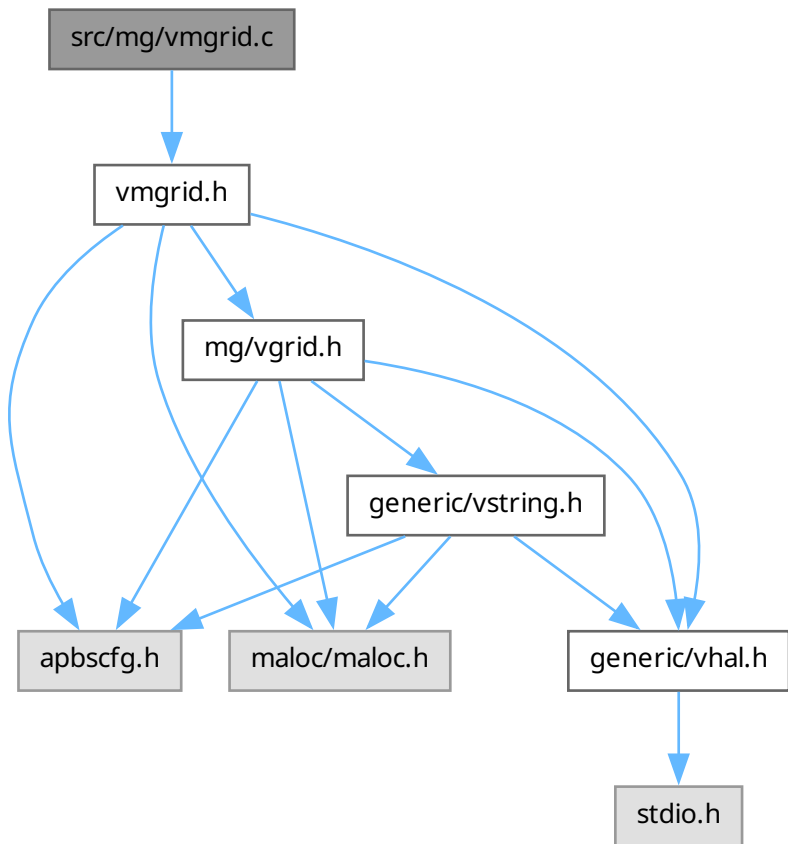 src/mg/vmgrid.c
vmgrid.h
mg/vgrid.h
generic/vstring.h
apbscfg.h
maloc/maloc.h
generic/vhal.h
stdio.h